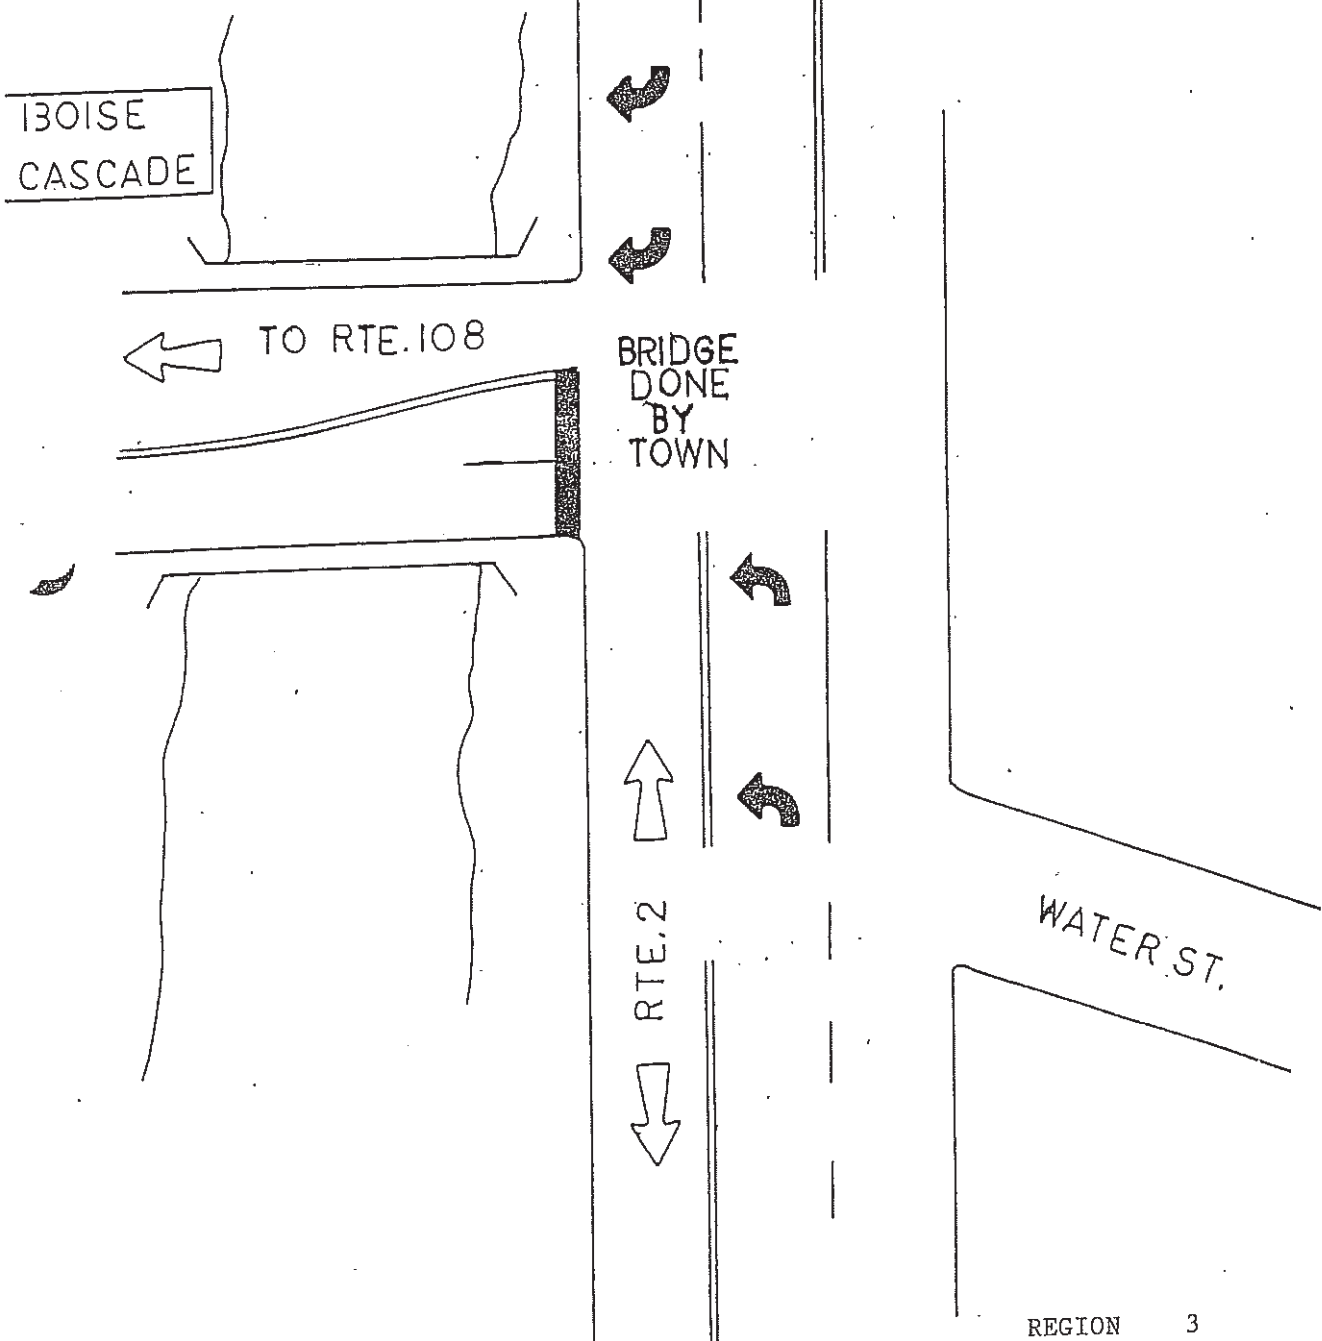 BOISE
CASCADE
TO RTE.108
BRIDGE
DONE
BY
TOWN
RTE.2
WATER ST.
REGION 3